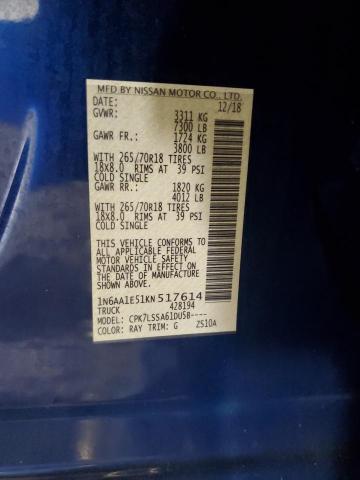 MFD BY NISSAN MOTOR CO., LTD.
DATE: 12/18
GVWR: 3311 KG
7300 LB
GAWR FR.: 1724 KG
3800 LB
WITH 265/70R18 TIRES
18X8.0 RIMS AT 39 PSI
COLD SINGLE
GAWR RR.: 1820 KG
4012 LB
WITH 265/70R18 TIRES
18X8.0 RIMS AT 39 PSI
COLD SINGLE
THIS VEHICLE CONFORMS TO
ALL APPLICABLE FEDERAL
MOTOR VEHICLE SAFETY
STANDARDS IN EFFECT ON THE
DATE OF MANUFACTURE SHOWN
ABOVE.
1N6AA1E51KN517614
TRUCK 428194
MODEL: CPK7LSSA61DU5B----
COLOR: RAY TRIM: G ZS10A